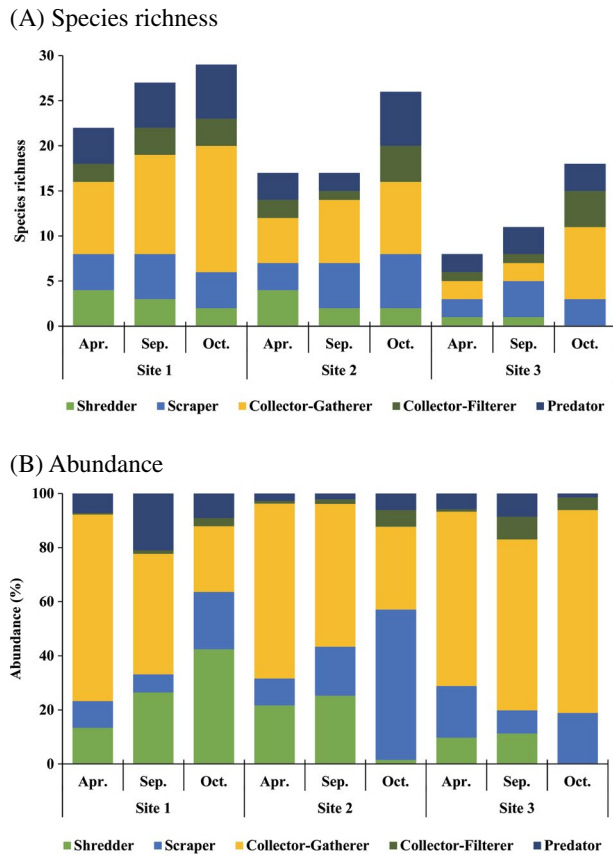 (A) Species richness
30
25
20
15
10
5
0
Species richness
Apr. Sep. Oct. Apr. Sep. Oct. Apr. Sep. Oct.
Site 1 Site 2 Site 3
Shredder Scraper Collector-Gatherer Collector-Filterer Predator
(B) Abundance
100
80
60
40
20
0
Abundance (%)
Apr. Sep. Oct. Apr. Sep. Oct. Apr. Sep. Oct.
Site 1 Site 2 Site 3
Shredder Scraper Collector-Gatherer Collector-Filterer Predator